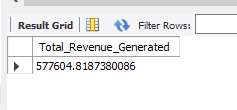 Result Grid Filter Rows:
Total_Revenue_Generated
577604.8187380086